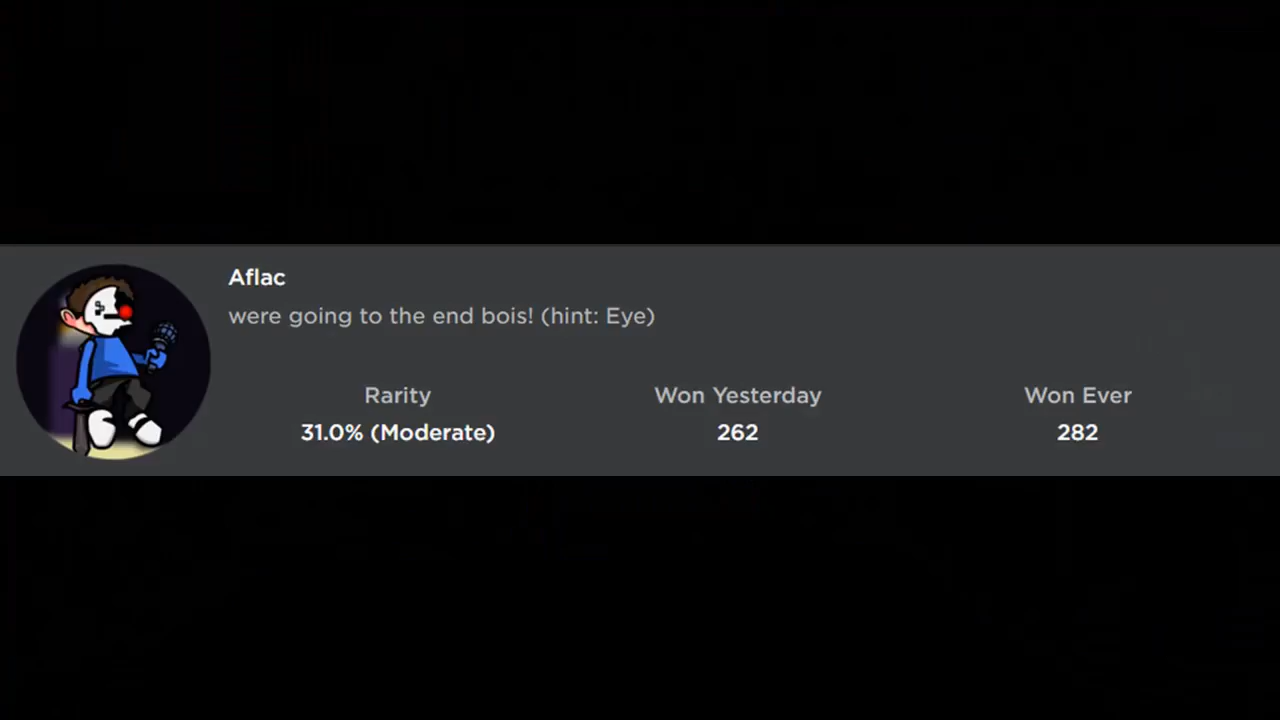 Aflac
were going to the end bois! (hint: Eye)
Rarity Won Yesterday Won Ever
31.0% (Moderate) 262 282